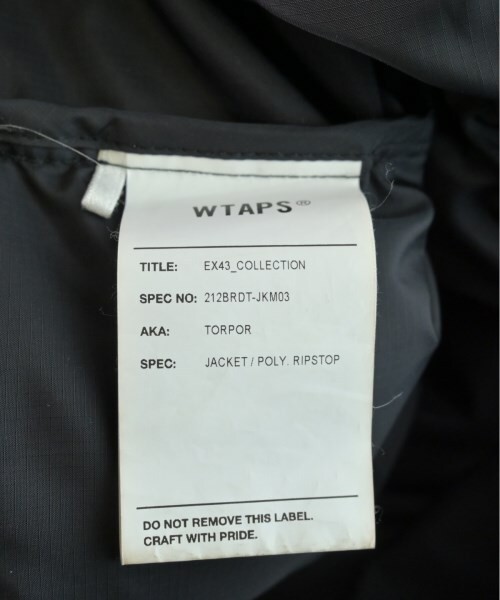 WTAPS®
TITLE: EX43_COLLECTION
SPEC NO: 212BRDT-JKM03
AKA: TORPOR
SPEC: JACKET / POLY. RIPSTOP
DO NOT REMOVE THIS LABEL.
CRAFT WITH PRIDE.